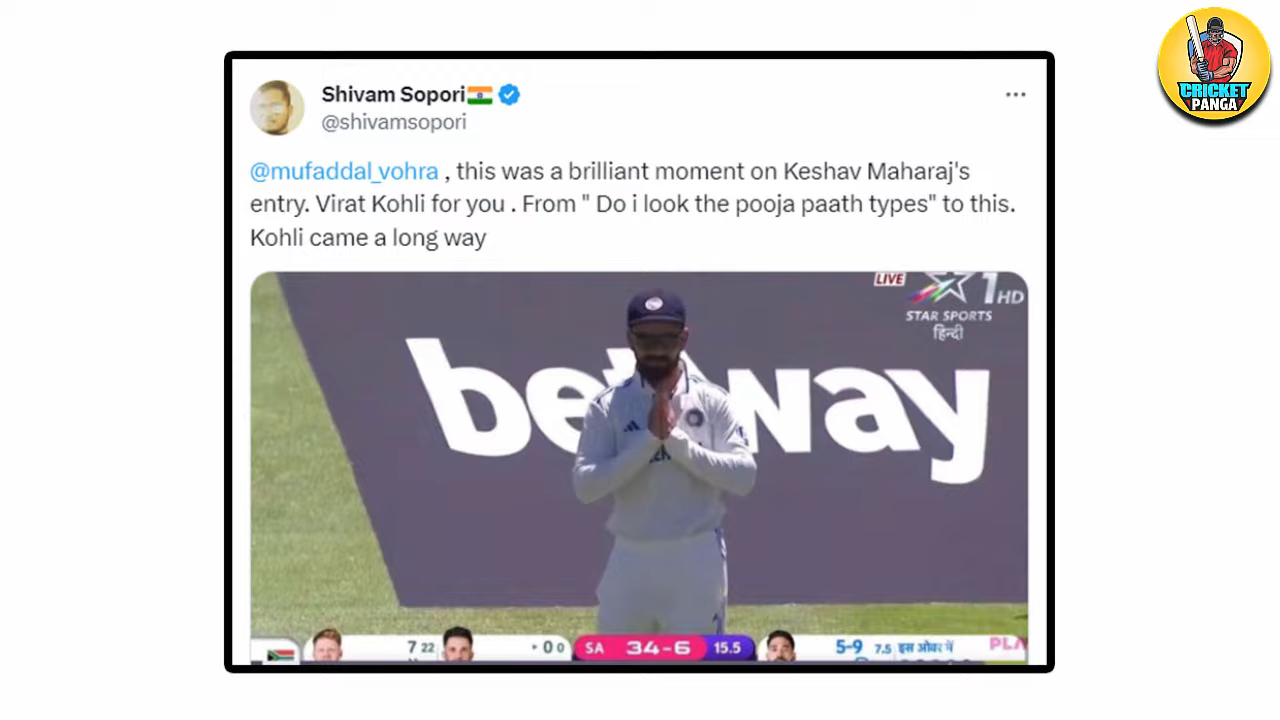 CRICKET
PANGA
Shivam Sopori
@shivamsopori
@mufaddal_vohra , this was a brilliant moment on Keshav Maharaj's
entry. Virat Kohli for you . From " Do i look the pooja paath types" to this.
Kohli came a long way
LIVE
1HD
STAR SPORTS
हिन्दी
betway
7 22
0 0
SA 34-6 15.5
5-9 7.5 इस ओवर में